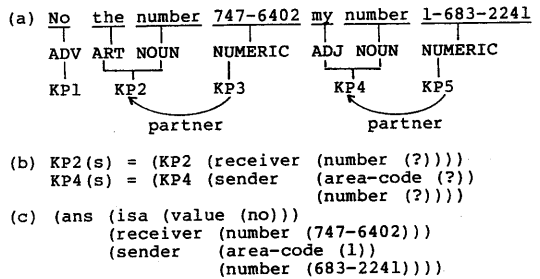 (a) No the number 747-6402 my number 1-683-2241
ADV ART NOUN NUMERIC ADJ NOUN NUMERIC
KP1 KP2 KP3 KP4 KP5
partner partner
(b) KP2(s) = (KP2 (receiver (number (?))))
KP4(s) = (KP4 (sender (area-code (?))
(number (?))))
(c) (ans (isa (value (no)))
(receiver (number (747-6402)))
(sender (area-code (1))
(number (683-2241))))